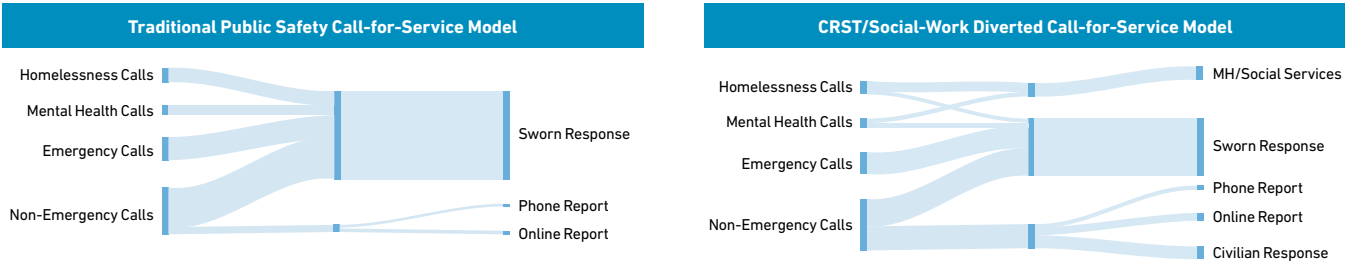 Traditional Public Safety Call-for-Service Model
Homelessness Calls
Mental Health Calls
Emergency Calls
Non-Emergency Calls
Sworn Response
Phone Report
Online Report
CRST/Social-Work Diverted Call-for-Service Model
Homelessness Calls
Mental Health Calls
Emergency Calls
Non-Emergency Calls
MH/Social Services
Sworn Response
Phone Report
Online Report
Civilian Response